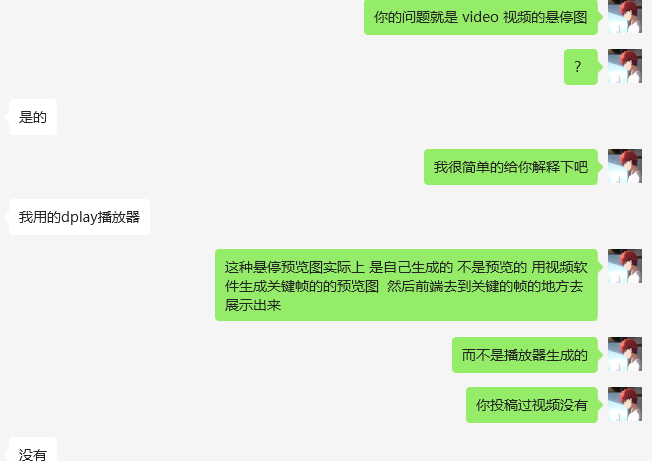 你的问题就是 video 视频的悬停图
？
是的
我很简单的给你解释下吧
我用的dplay播放器
这种悬停预览图实际上 是自己生成的 不是预览的 用视频软
件生成关键帧的的预览图  然后前端去到关键的帧的地方去
展示出来
而不是播放器生成的
你投稿过视频没有
没有